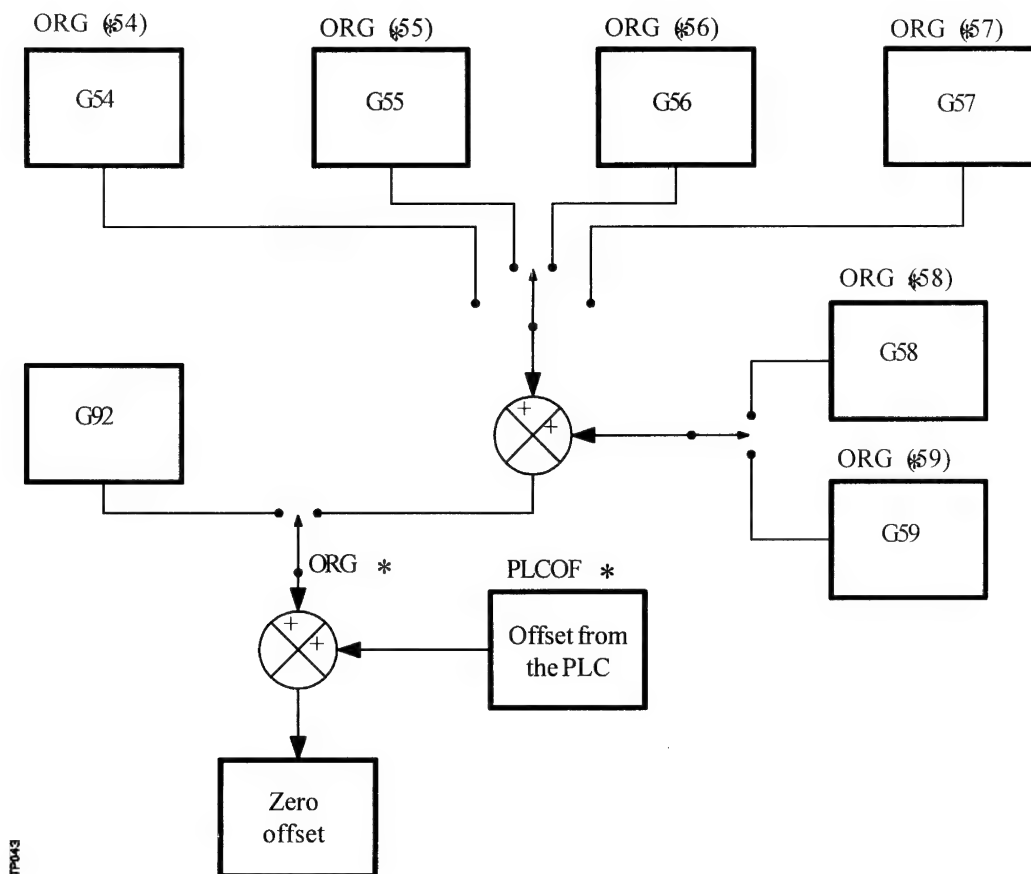 ORG (*54)
ORG (*55)
ORG (*56)
ORG (*57)
G54
G55
G56
G57
ORG (*58)
G58
G92
ORG (*59)
G59
ORG *
PLCOF *
Offset from
the PLC
Zero
offset
TP043